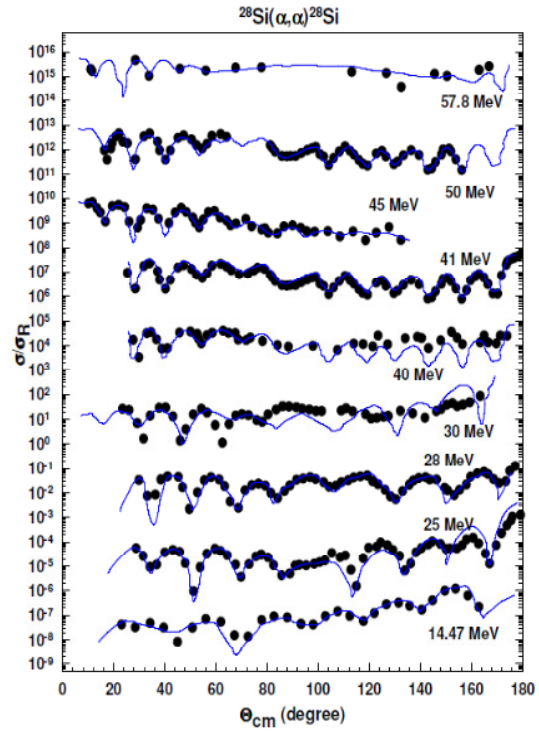 ²⁸Si(α,α)²⁸Si
10¹⁶
10¹⁵
10¹⁴
57.8 MeV
10¹³
10¹²
50 MeV
10¹⁰
45 MeV
10⁹
10⁸
41 MeV
10⁷
10⁶
10⁵
10⁴
40 MeV
10²
30 MeV
10¹
10⁰
28 MeV
10⁻¹
10⁻²
10⁻³
25 MeV
10⁻⁴
10⁻⁵
10⁻⁶
10⁻⁷
14.47 MeV
10⁻⁸
10⁻⁹
σ/σR
0 20 40 60 80 100 120 140 160 180
Θcm (degree)